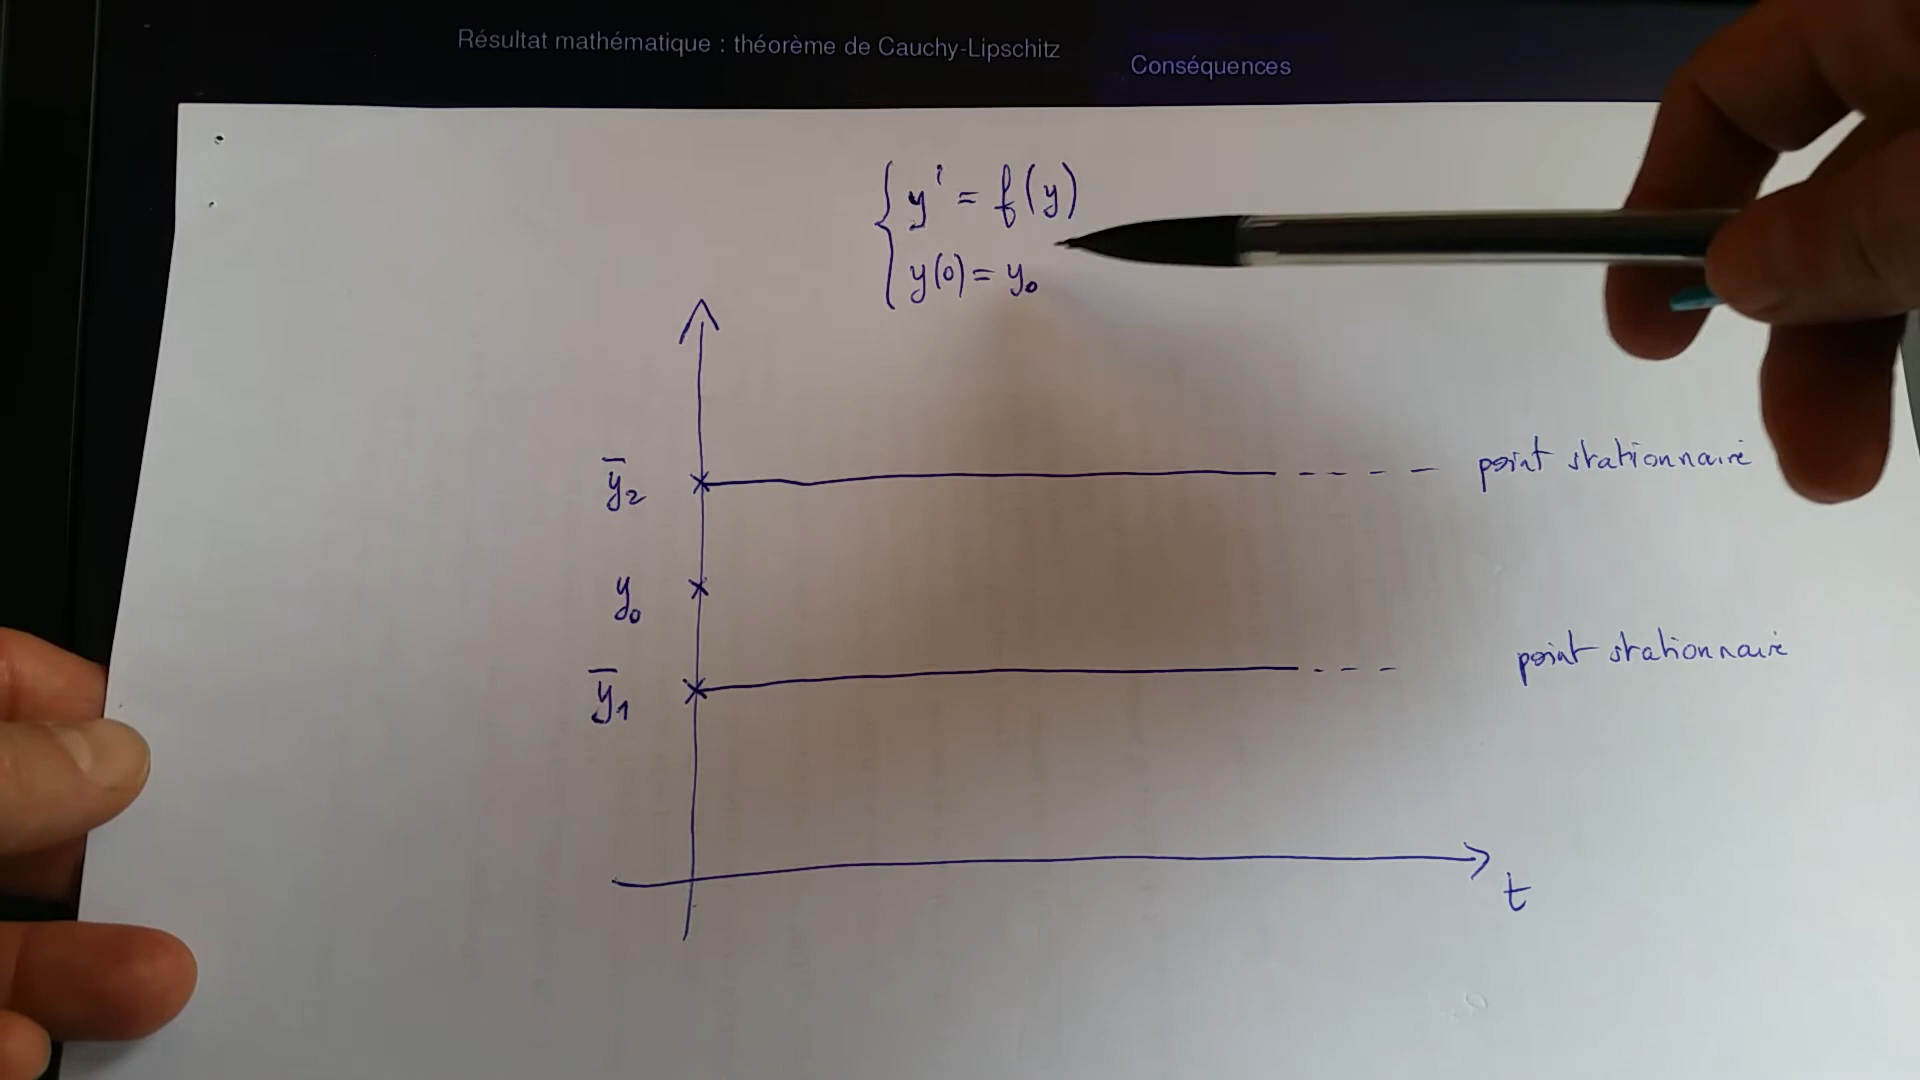 Résultat mathématique : théorème de Cauchy-Lipschitz
Conséquences
y' = f(y)
y(0) = y₀
ȳ₂
point stationnaire
y₀
ȳ₁
point stationnaire
t